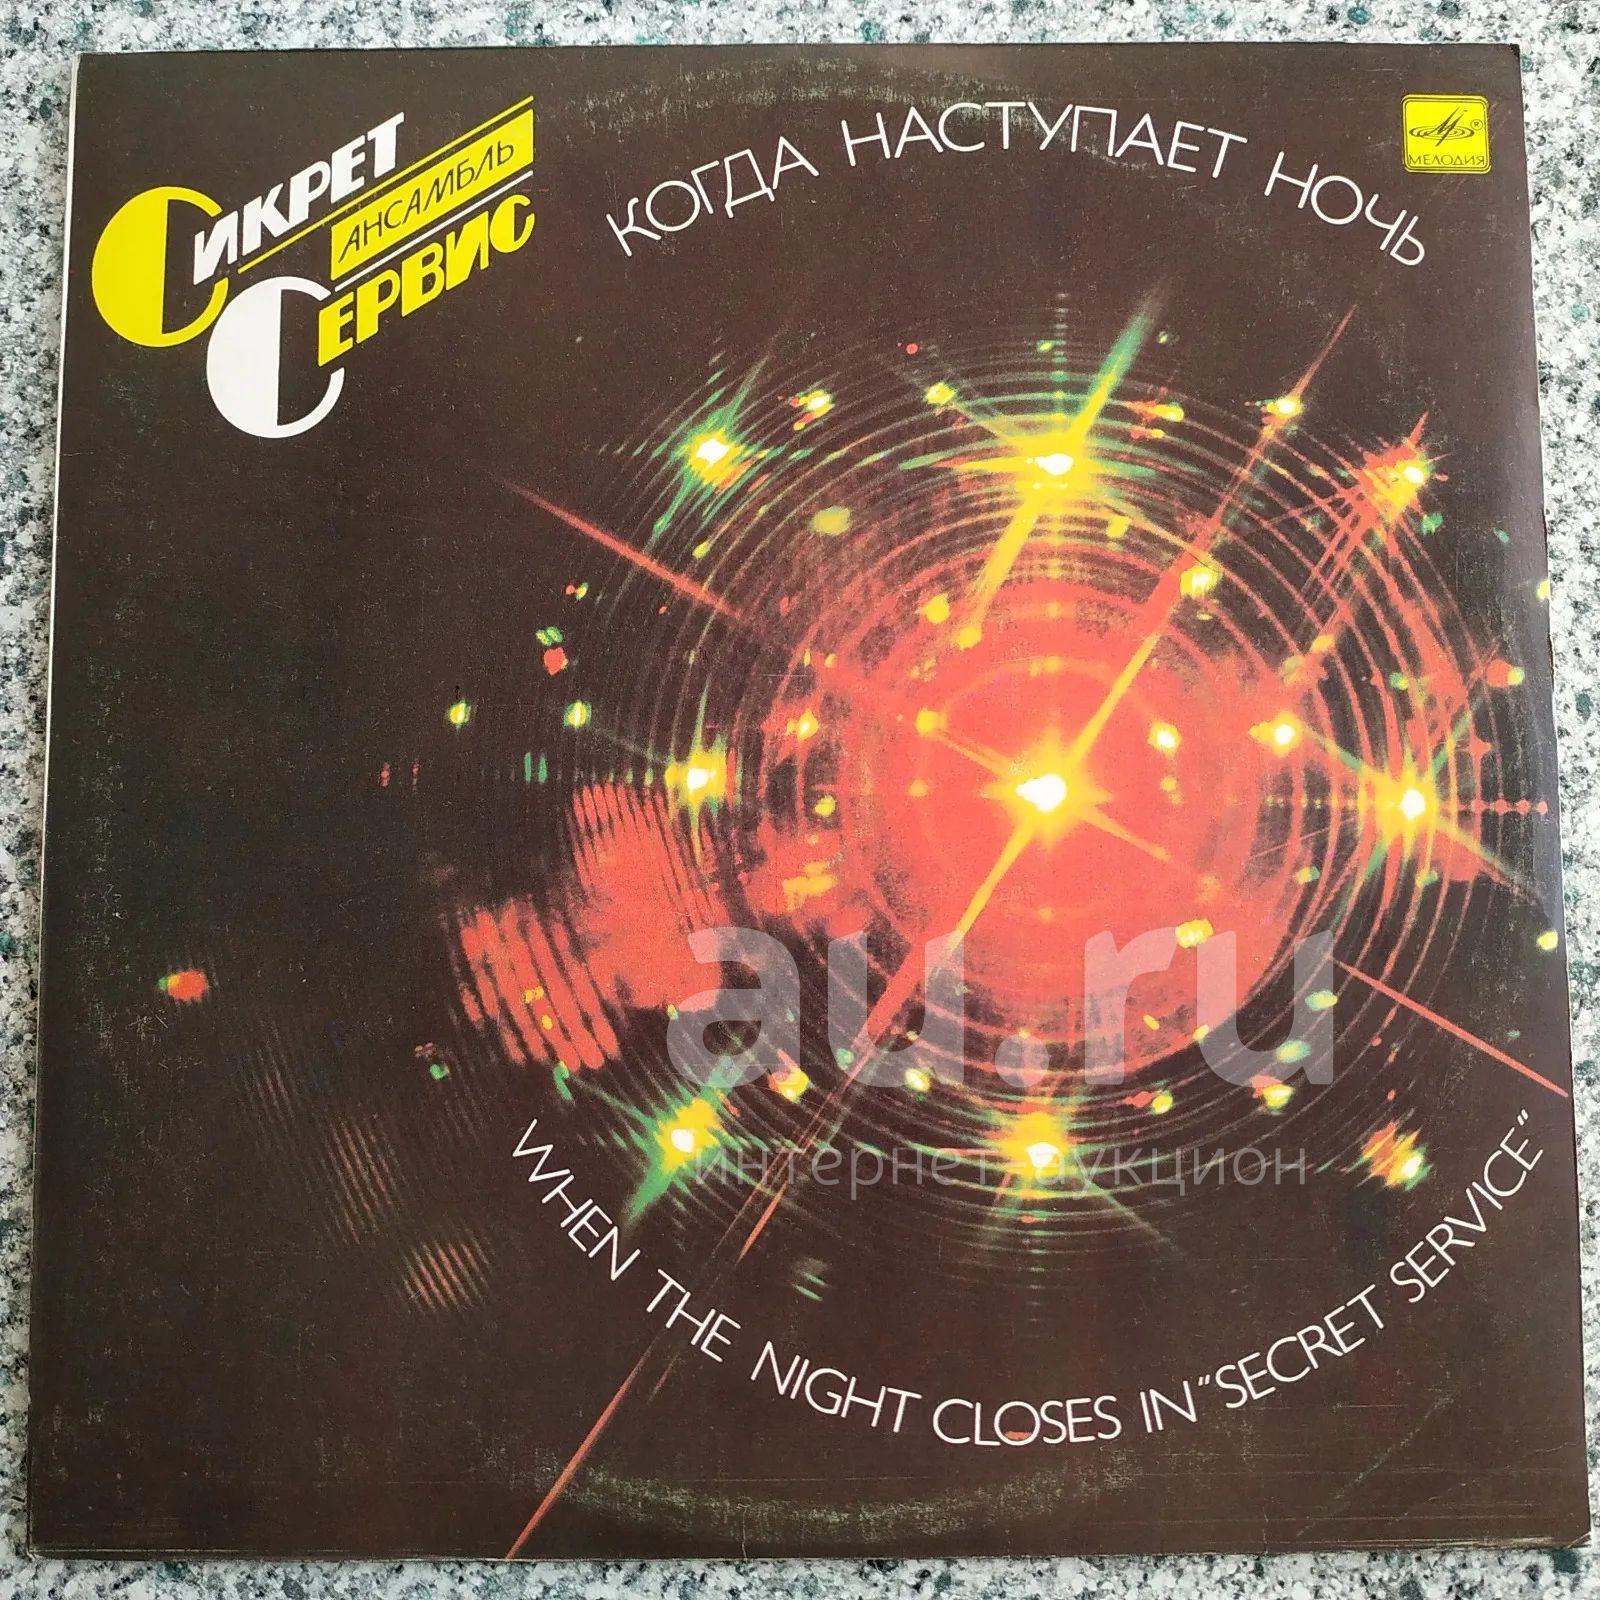 Сикрет
АНСАМБЛЬ
Сервис
КОГДА НАСТУПАЕТ НОЧЬ
МЕЛОДИЯ
au.ru
интернет-аукцион
WHEN THE NIGHT CLOSES IN "SECRET SERVICE"